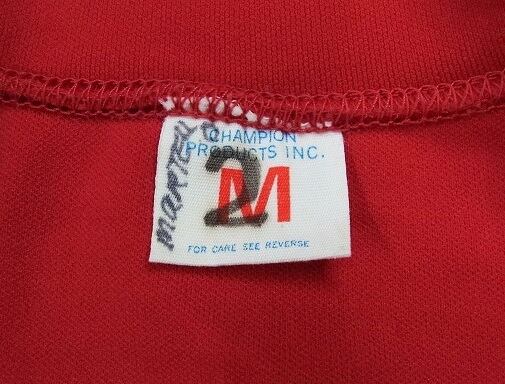 CHAMPION
PRODUCTS INC.
M
2
FOR CARE SEE REVERSE